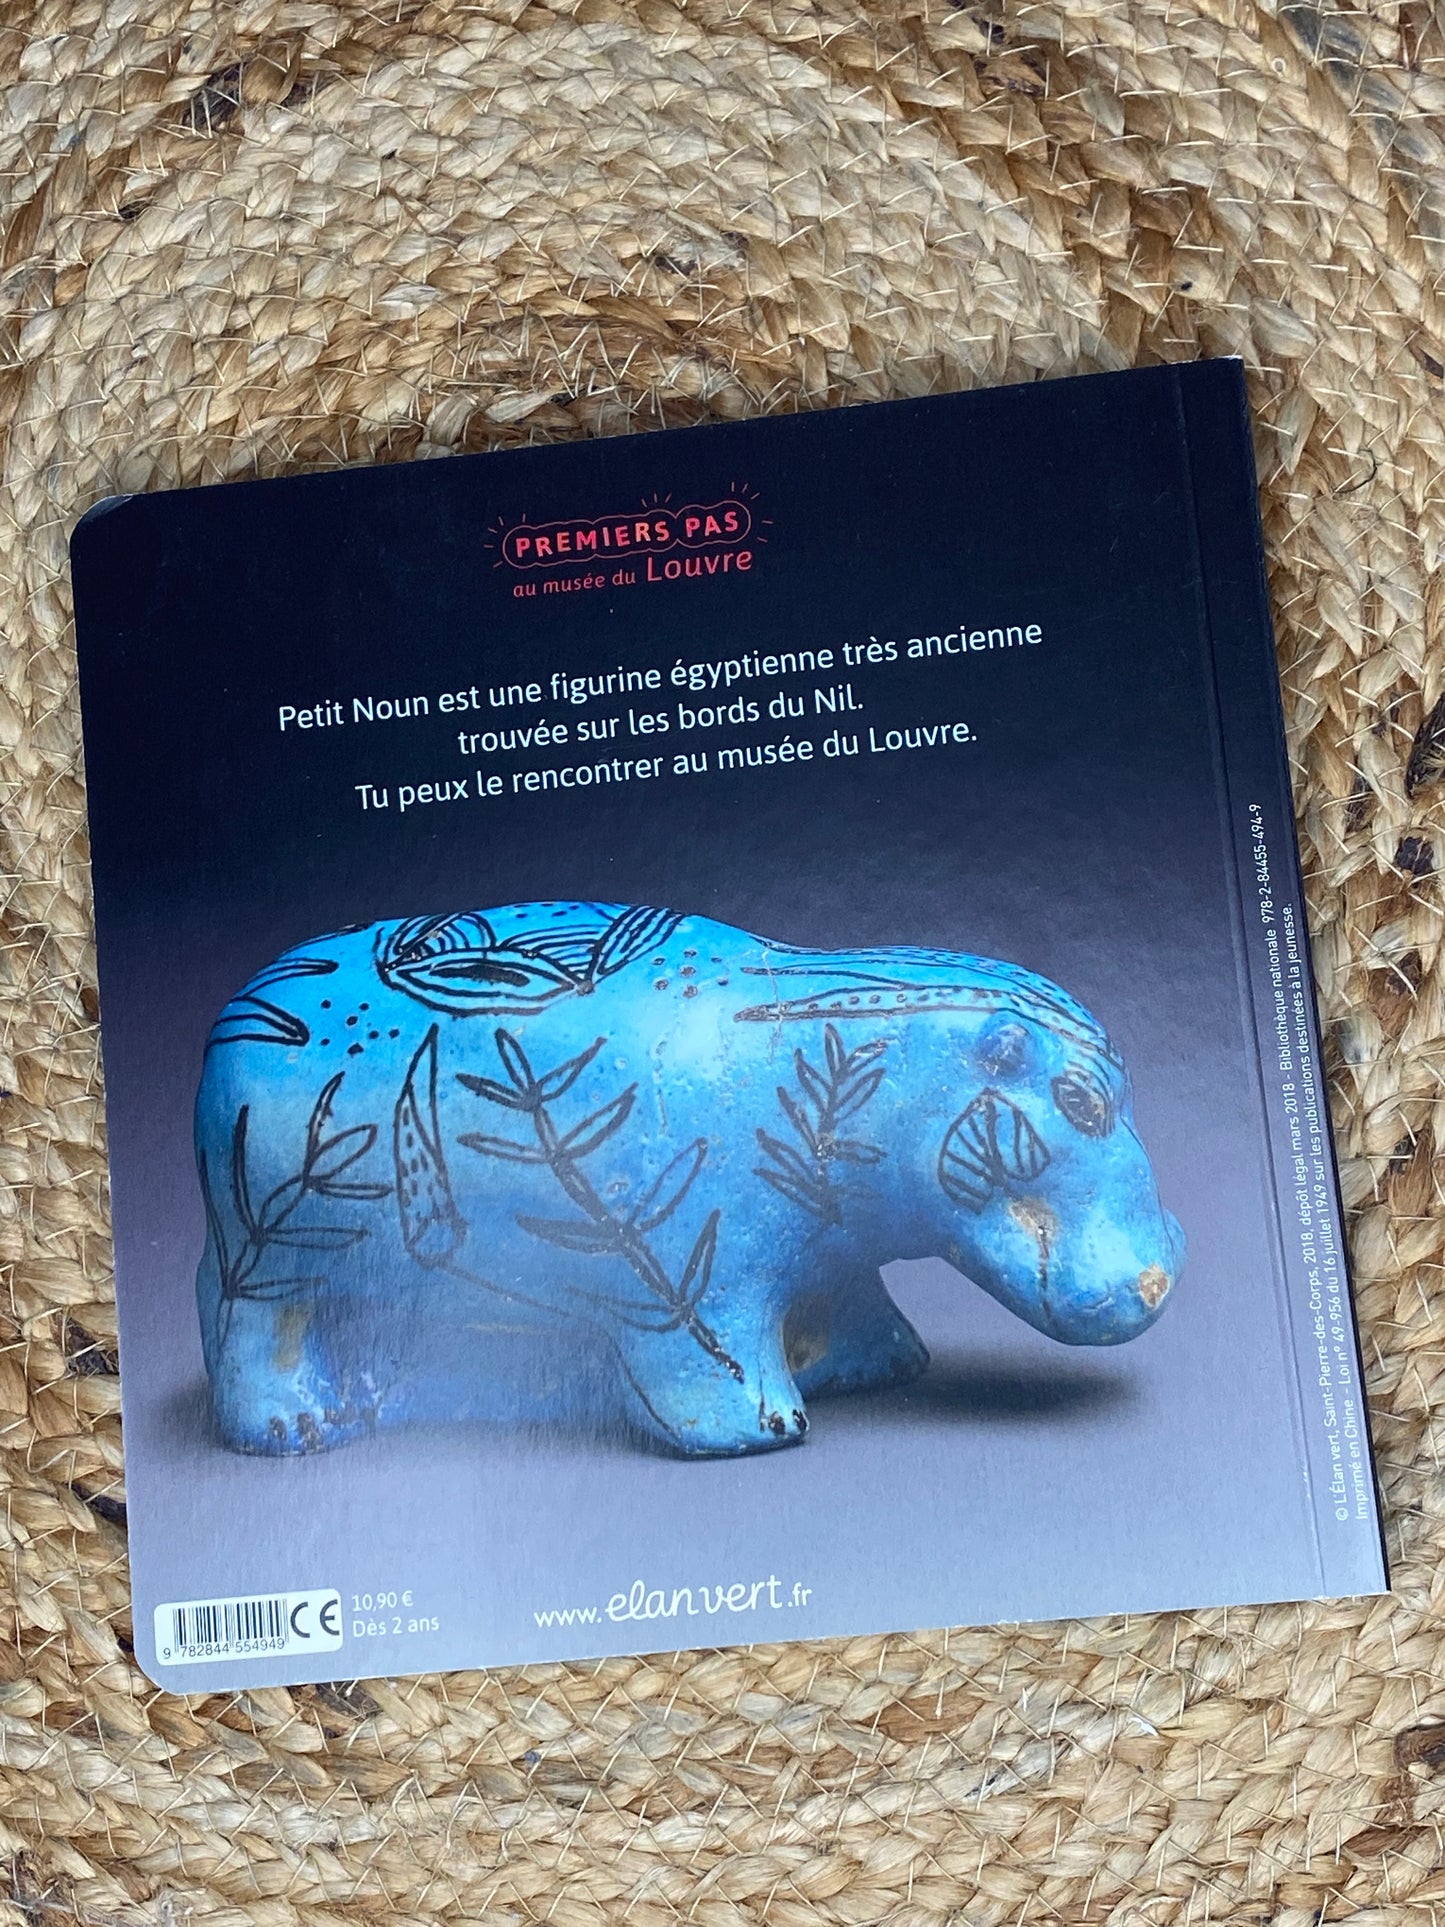 PREMIERS PAS
au musée du Louvre
Petit Noun est une figurine égyptienne très ancienne
trouvée sur les bords du Nil.
Tu peux le rencontrer au musée du Louvre.
© L'Élan vert, Saint-Pierre-des-Corps, 2018, dépôt légal mars 2018 - Bibliothèque nationale 978-2-84455-494-9
Imprimé en Chine - Loi n° 49-956 du 16 juillet 1949 sur les publications destinées à la jeunesse.
9 782844 554949
CE
10,90 €
Dès 2 ans
www.elanvert.fr